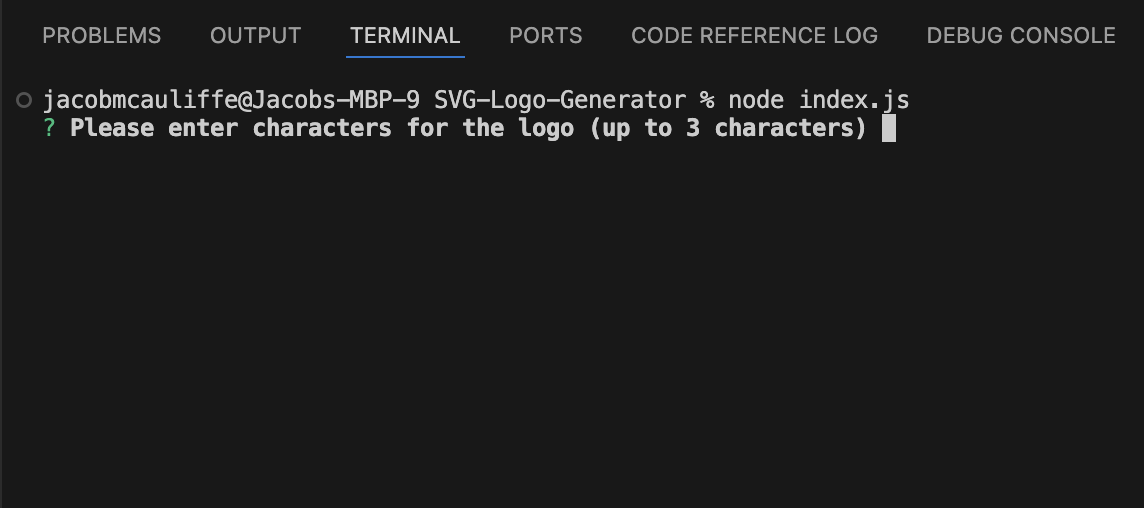 PROBLEMS OUTPUT TERMINAL PORTS CODE REFERENCE LOG DEBUG CONSOLE
jacobmcauliffe@Jacobs-MBP-9 SVG-Logo-Generator % node index.js
? Please enter characters for the logo (up to 3 characters)